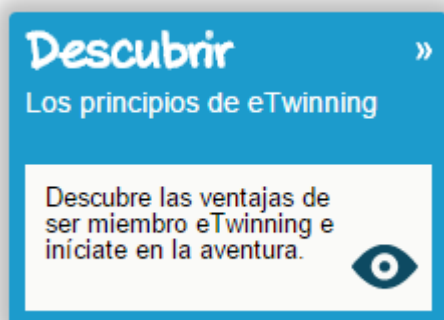 Descubrir »
Los principios de eTwinning
Descubre las ventajas de
ser miembro eTwinning e
iníciate en la aventura.